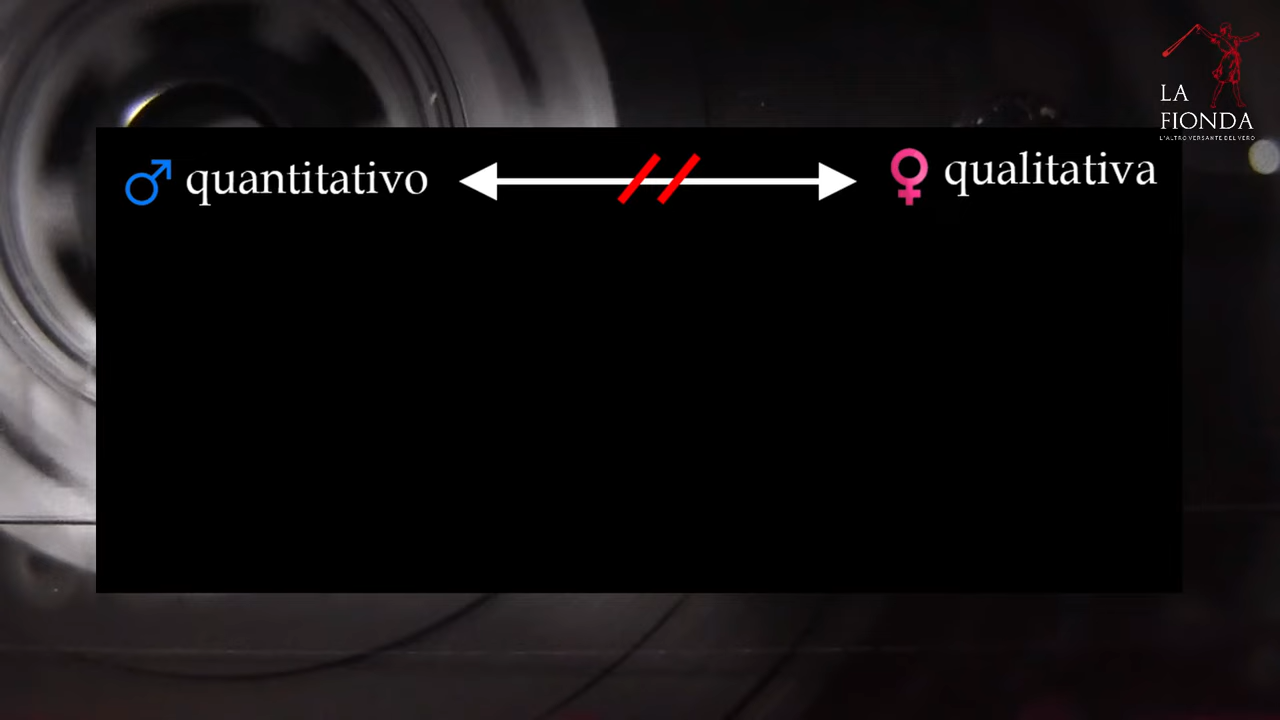 LA
FIONDA
L'ALTRO VERSANTE DEL VERO
quantitativo
qualitativa